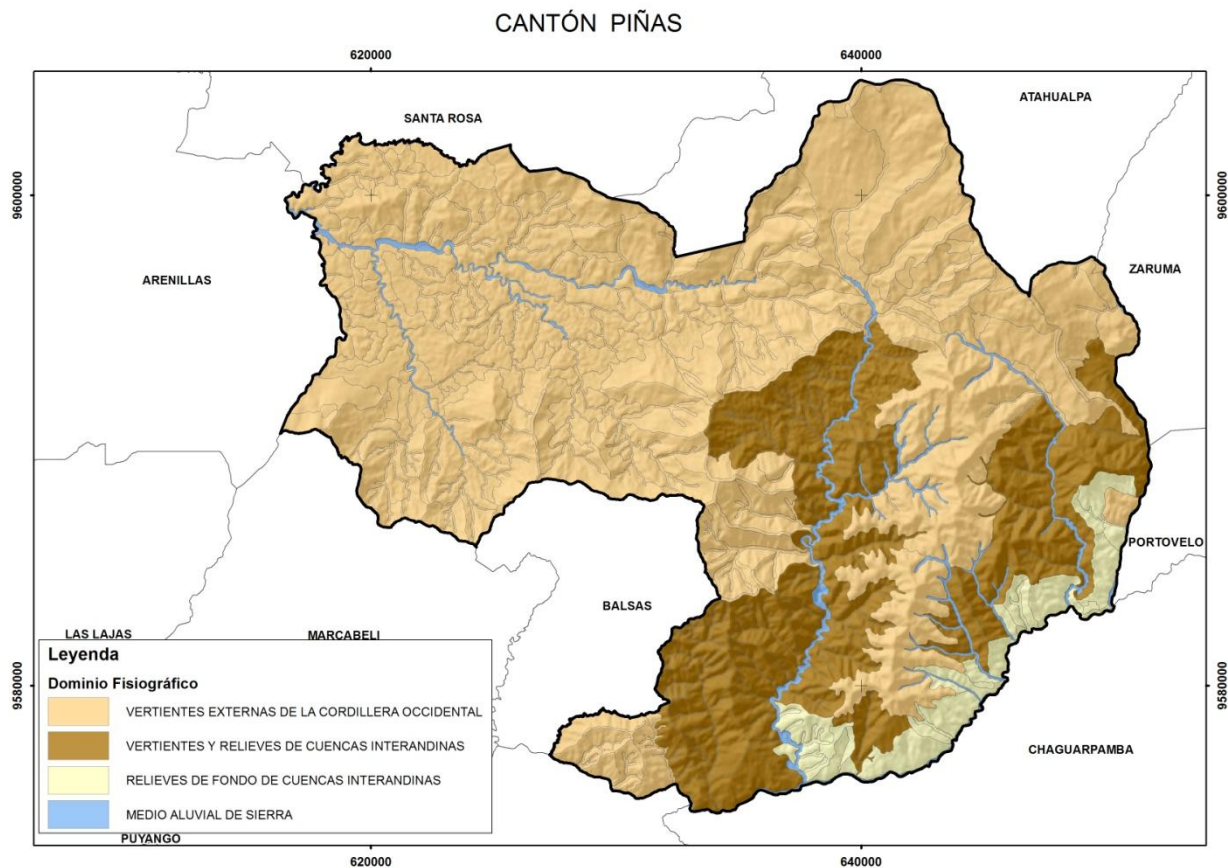 CANTÓN PIÑAS
620000
640000
ATAHUALPA
SANTA ROSA
9600000
9600000
ARENILLAS
ZARUMA
PORTOVELO
BALSAS
LAS LAJAS
MARCABELI
9580000
9580000
CHAGUARPAMBA
Leyenda
Dominio Fisiográfico
VERTIENTES EXTERNAS DE LA CORDILLERA OCCIDENTAL
VERTIENTES Y RELIEVES DE CUENCAS INTERANDINAS
RELIEVES DE FONDO DE CUENCAS INTERANDINAS
MEDIO ALUVIAL DE SIERRA
PUYANGO
620000
640000